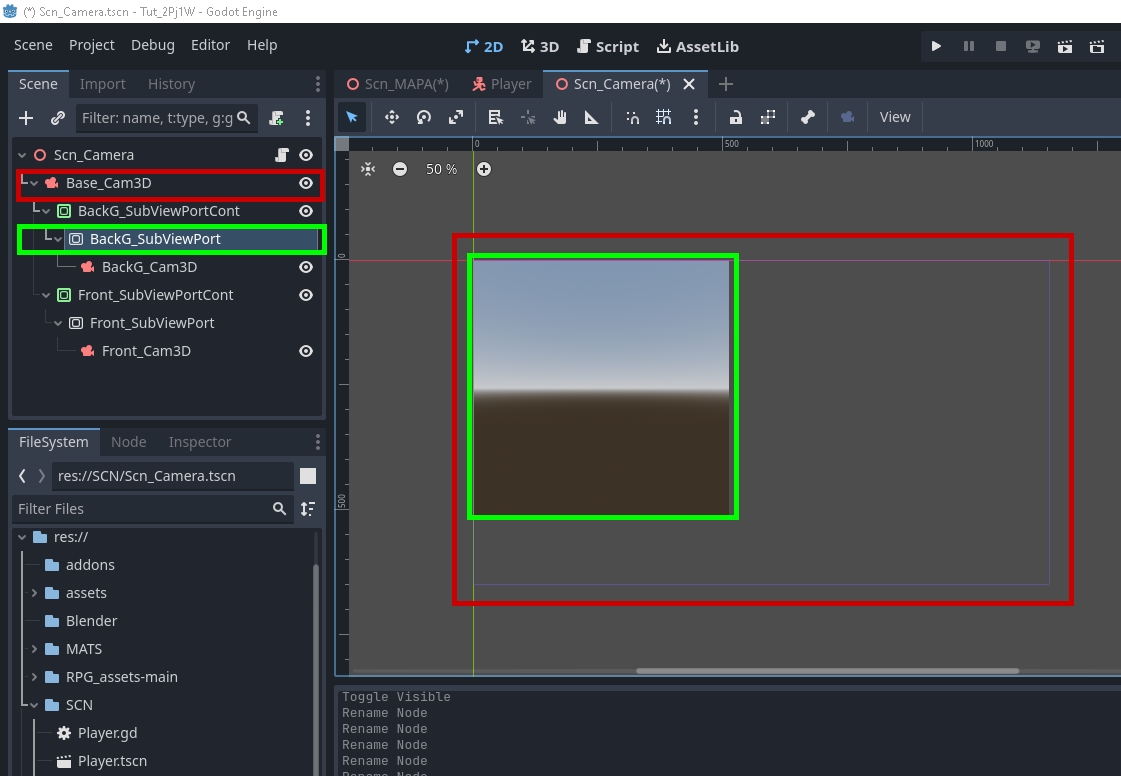 (*) Scn_Camera.tscn - Tut_2Pj1W - Godot Engine
Scene Project Debug Editor Help
2D 3D Script AssetLib
Scene Import History
Scn_MAPA(*) Player Scn_Camera(*)
Filter: name, t:type, g:g
View
Scn_Camera
Base_Cam3D
BackG_SubViewPortCont
BackG_SubViewPort
BackG_Cam3D
Front_SubViewPortCont
Front_SubViewPort
Front_Cam3D
0 500 1000
50 %
0
500
FileSystem Node Inspector
res://SCN/Scn_Camera.tscn
Filter Files
res://
addons
assets
Blender
MATS
RPG_assets-main
SCN
Player.gd
Player.tscn
Toggle Visible
Rename Node
Rename Node
Rename Node
Rename Node
Rename Node